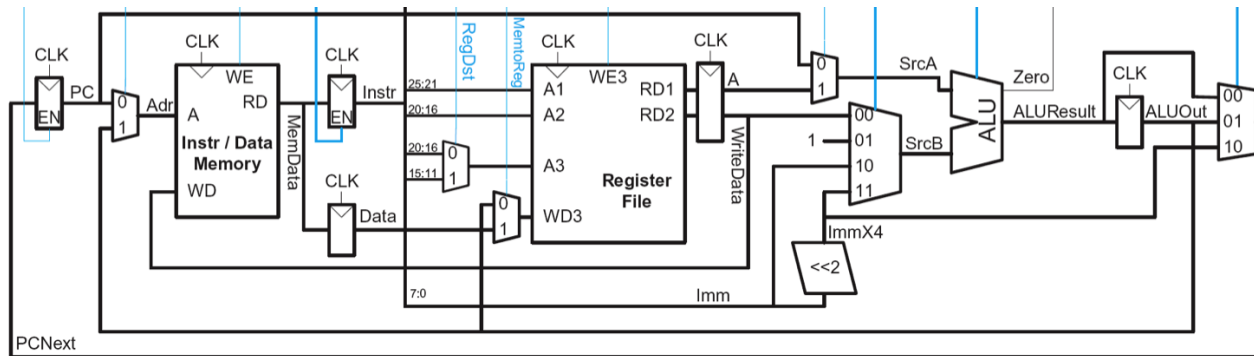 CLK
PC
EN
0
1
Adr
CLK
WE
A
RD
Instr / Data
Memory
WD
MemData
CLK
Instr
EN
CLK
Data
25:21
20:16
20:16
15:11
7:0
RegDst
0
1
MemtoReg
0
1
CLK
WE3
A1
A2
A3
WD3
RD1
RD2
Register
File
CLK
A
WriteData
0
1
SrcA
00
1
01
10
11
SrcB
ImmX4
<<2
Imm
ALU
Zero
ALUResult
CLK
ALUOut
00
01
10
PCNext